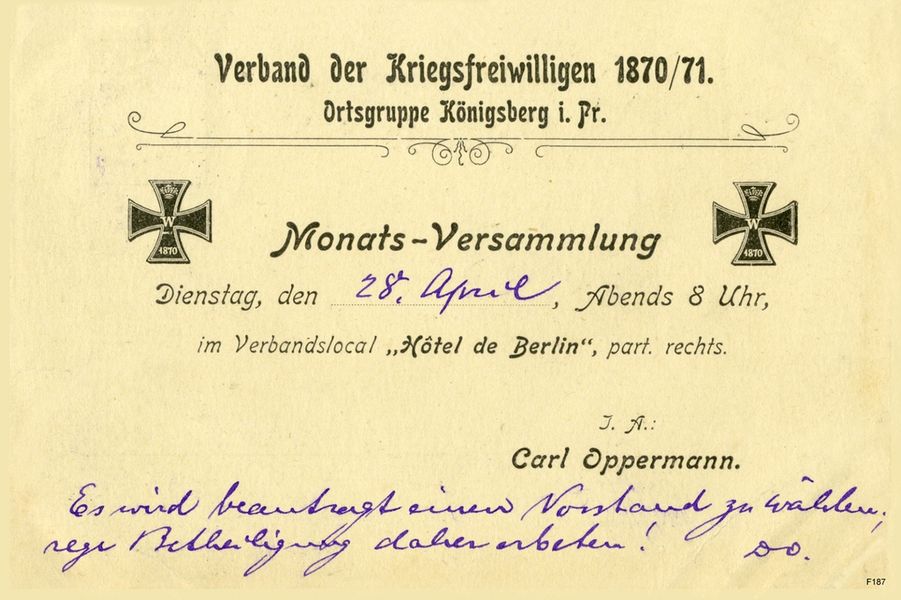 Verband der Kriegsfreiwilligen 1870/71.
Ortsgruppe Königsberg i. Pr.
W
1870
W
1870
Monats-Versammlung
Dienstag, den 28. April, Abends 8 Uhr,
im Verbandslocal „Hôtel de Berlin“, part. rechts.
I. A.:
Carl Oppermann.
Es wird beantragt einen Vorstand zu wählen,
rege Betheiligung daher erbeten! DO.
F187